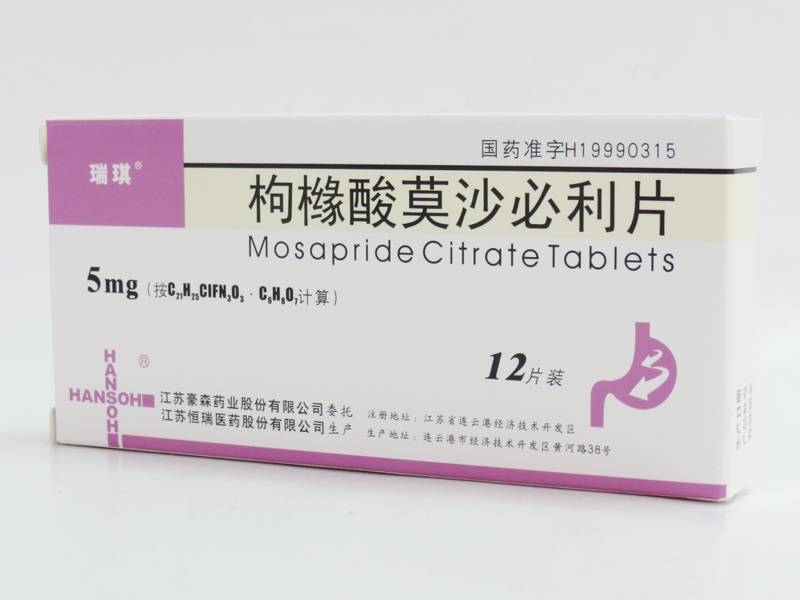 国药准字H19990315
瑞琪®
枸橼酸莫沙必利片
Mosapride Citrate Tablets
5mg(按C₂₁H₂₅ClFN₃O₃·C₆H₈O₇计算)
12片装
HANSOH
HANSOH
®
江苏豪森药业股份有限公司委托
江苏恒瑞医药股份有限公司生产
注册地址:江苏省连云港经济技术开发区
生产地址:连云港市经济技术开发区黄河路38号